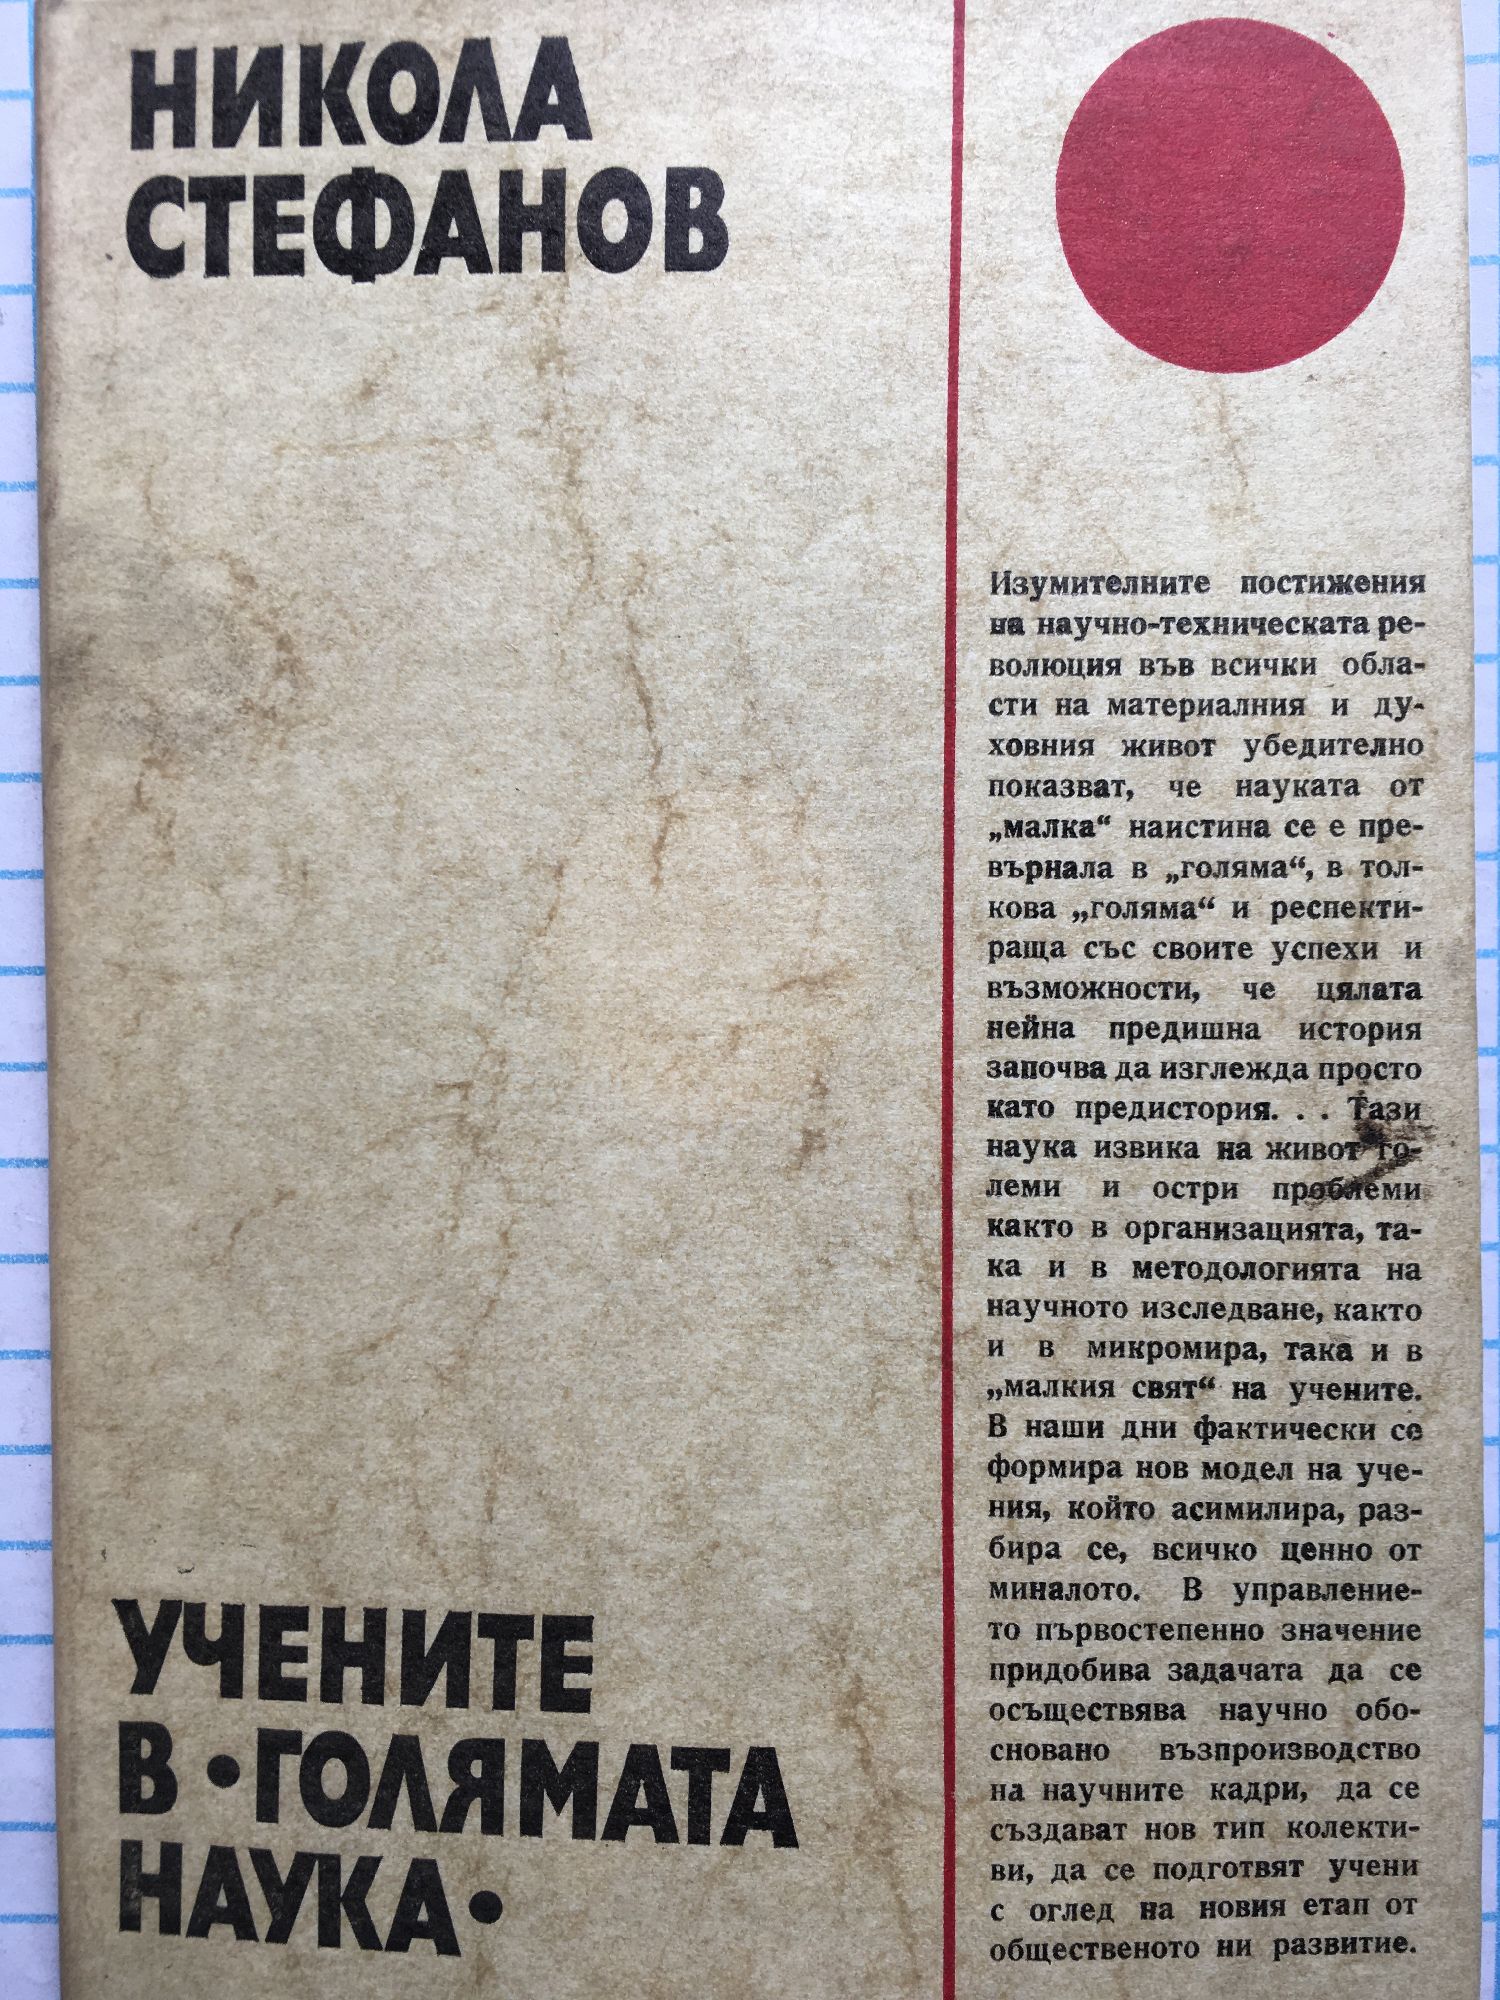 НИКОЛА
СТЕФАНОВ
УЧЕНИТЕ
В •ГОЛЯМАТА
НАУКА•
Изумителните постижения
на научно-техническата ре-
волюция във всички обла-
сти на материалния и ду-
ховния живот убедително
показват, че науката от
„малка“ наистина се е пре-
върнала в „голяма“, в тол-
кова „голяма“ и респекти-
раща със своите успехи и
възможности, че цялата
нейна предишна история
започва да изглежда просто
като предистория. . . Тази
наука извика на живот го-
леми и остри проблеми
както в организацията, та-
ка и в методологията на
научното изследване, както
и в микромира, така и в
„малкия свят“ на учените.
В наши дни фактически се
формира нов модел на уче-
ния, който асимилира, раз-
бира се, всичко ценно от
миналото. В управление-
то първостепенно значение
придобива задачата да се
осъществява научно обо-
сновано възпроизводство
на научните кадри, да се
създават нов тип колекти-
ви, да се подготвят учени
с оглед на новия етап от
общественото ни развитие.